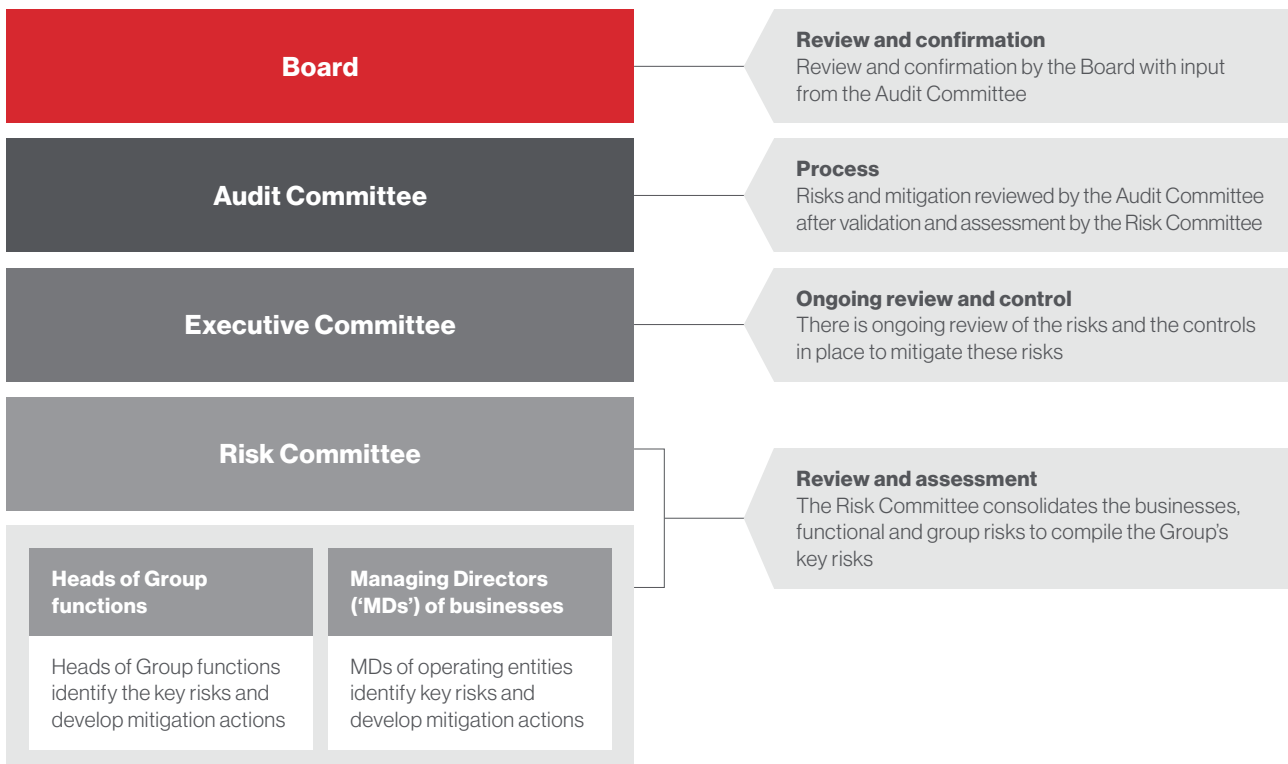 Board
Review and confirmation
Review and confirmation by the Board with input
from the Audit Committee
Audit Committee
Process
Risks and mitigation reviewed by the Audit Committee
after validation and assessment by the Risk Committee
Executive Committee
Ongoing review and control
There is ongoing review of the risks and the controls
in place to mitigate these risks
Risk Committee
Review and assessment
The Risk Committee consolidates the businesses,
functional and group risks to compile the Group’s
key risks
Heads of Group
functions
Heads of Group functions
identify the key risks and
develop mitigation actions
Managing Directors
(‘MDs’) of businesses
MDs of operating entities
identify key risks and
develop mitigation actions